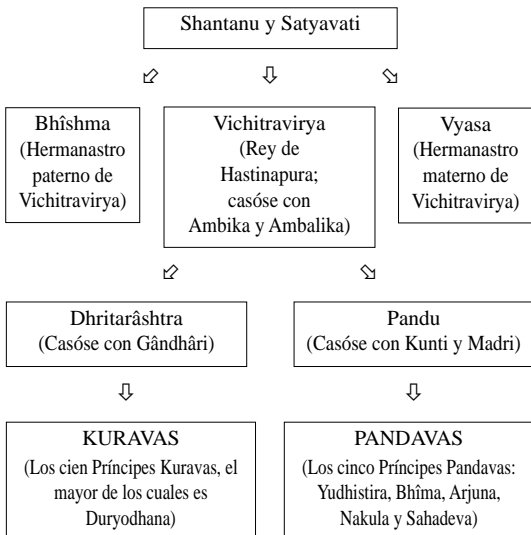 Shantanu y Satyavati
Bhîshma
(Hermanastro
paterno de
Vichitravirya)
Vichitravirya
(Rey de
Hastinapura;
casóse con
Ambika y Ambalika)
Vyasa
(Hermanastro
materno de
Vichitravirya)
Dhritarâshtra
(Casóse con Gândhâri)
Pandu
(Casóse con Kunti y Madri)
KURAVAS
(Los cien Príncipes Kuravas, el
mayor de los cuales es
Duryodhana)
PANDAVAS
(Los cinco Príncipes Pandavas:
Yudhistira, Bhîma, Arjuna,
Nakula y Sahadeva)